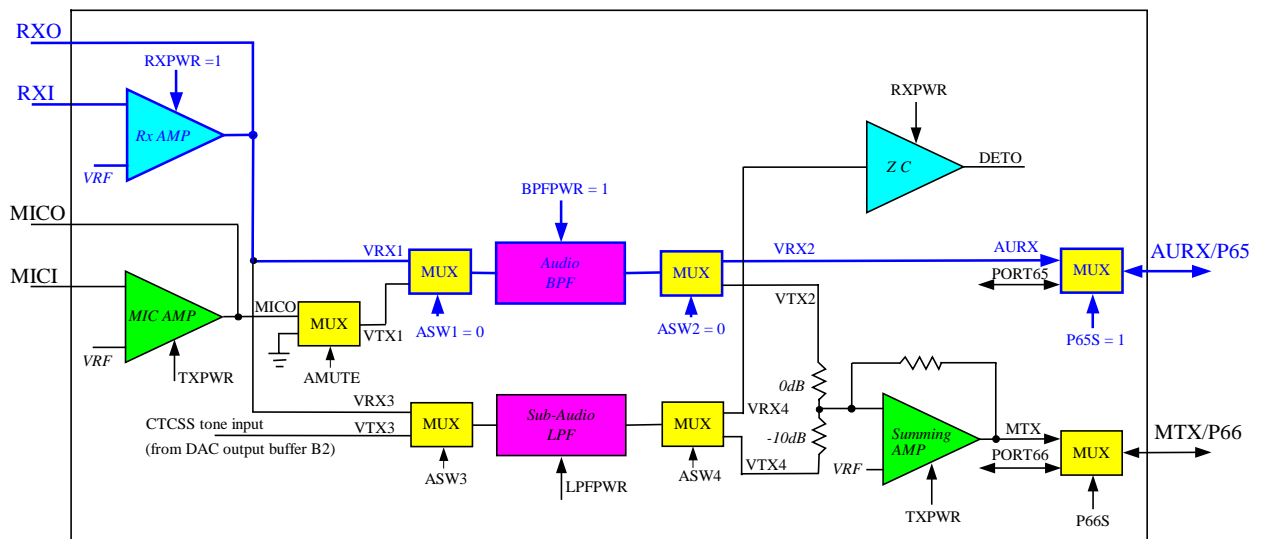 RXO
RXPWR =1
RXI
Rx AMP
VRF
RXPWR
Z C
DETO
BPFPWR = 1
MICO
VRX1
MUX
Audio
BPF
MUX
VRX2
AURX
MUX
AURX/P65
PORT65
MICI
MIC AMP
MICO
MUX
VTX1
ASW1 = 0
ASW2 = 0
VTX2
P65S = 1
VRF
TXPWR
AMUTE
0dB
VRX3
MUX
Sub-Audio
LPF
MUX
VRX4
CTCSS tone input
VTX3
(from DAC output buffer B2)
-10dB
Summing
AMP
MTX
MUX
MTX/P66
PORT66
VTX4
VRF
ASW3
LPFPWR
ASW4
TXPWR
P66S